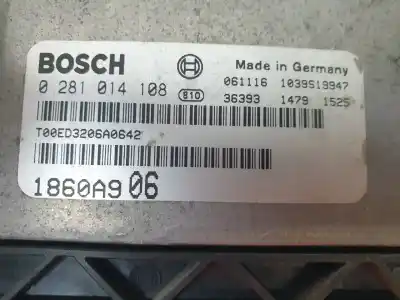 BOSCH
Made in Germany
0 281 014 108
810
061116 1039S19947
36393 1479 1525
T00ED3206A0642
1860A9 06